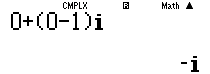 CMPLX R Math ▲
0+(0-1)i
-i